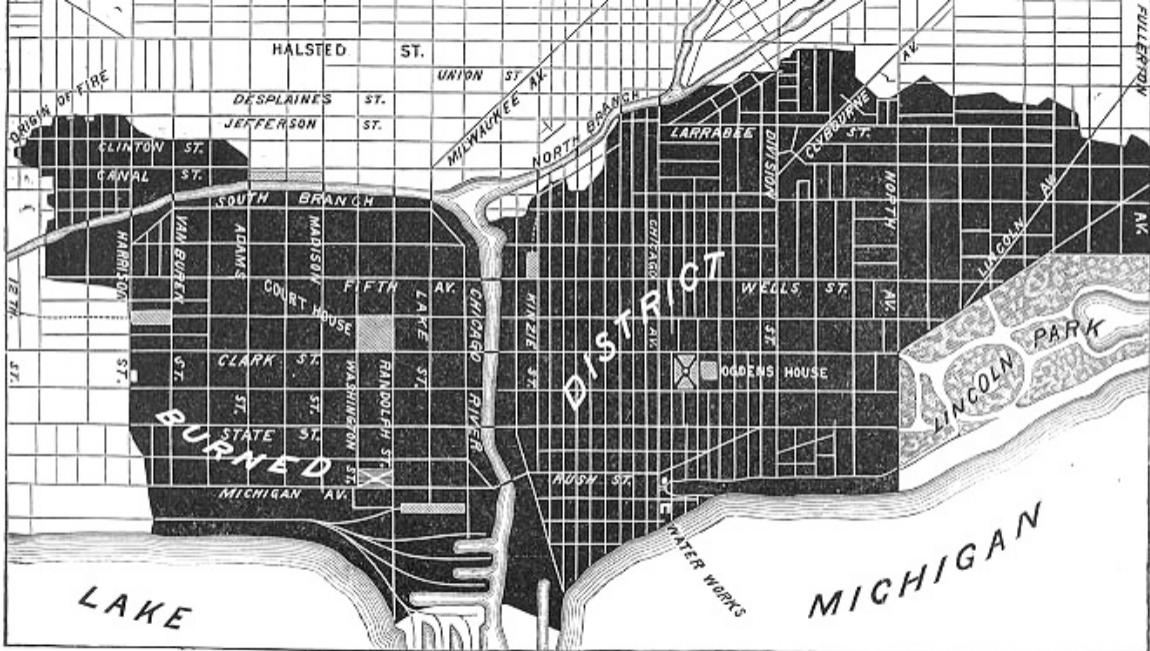 HALSTED ST.
UNION ST
MILWAUKEE AV.
ORIGIN OF FIRE
DESPLAINES ST.
JEFFERSON ST.
NORTH BRANCH
LARRABEE ST.
DIVISION ST.
CLYBOURNE AV.
FULLERTON AV.
CLINTON ST.
CANAL ST.
SOUTH BRANCH
NORTH AV.
LINCOLN AV.
12TH. ST.
HARRISON ST.
VAN BUREN ST.
ADAMS ST.
MADISON ST.
COURT HOUSE
FIFTH AV.
LAKE ST.
CHICAGO RIVER
KINZIE ST.
CHICAGO AV.
WELLS ST.
CLARK ST.
WASHINGTON ST.
RANDOLPH ST.
OGDENS HOUSE
LINCOLN PARK
BURNED DISTRICT
STATE ST.
MICHIGAN AV.
RUSH ST.
WATER WORKS
LAKE MICHIGAN